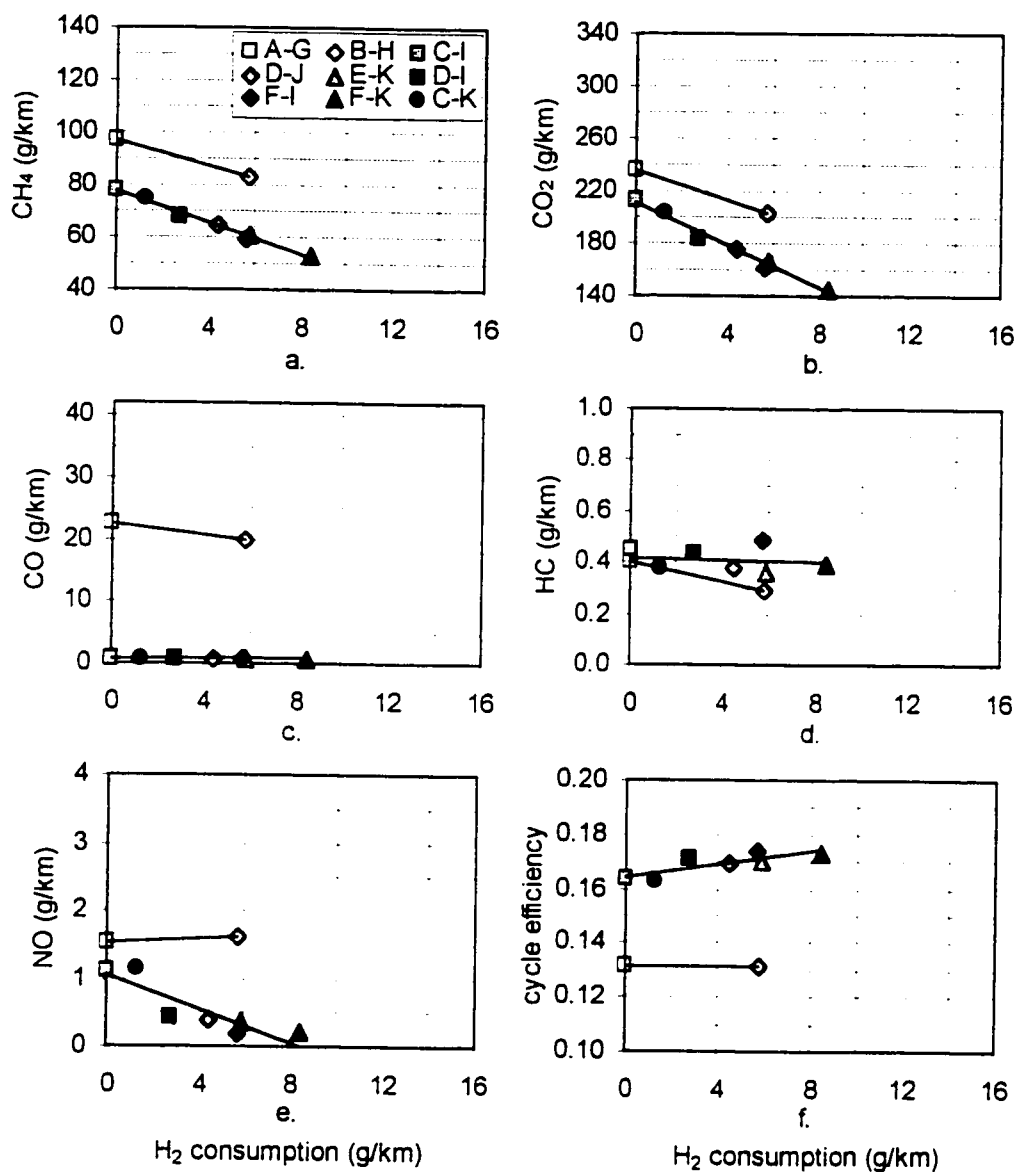 140
120
100
80
60
40
CH₄ (g/km)
A-G B-H C-I
D-J E-K D-I
F-I F-K C-K
0 4 8 12 16
a.
340
300
260
220
180
140
CO₂ (g/km)
0 4 8 12 16
b.
40
30
20
10
0
CO (g/km)
0 4 8 12 16
c.
1.0
0.8
0.6
0.4
0.2
0.0
HC (g/km)
0 4 8 12 16
d.
4
3
2
1
0
NO (g/km)
0 4 8 12 16
e.
H₂ consumption (g/km)
0.20
0.18
0.16
0.14
0.12
0.10
cycle efficiency
0 4 8 12 16
f.
H₂ consumption (g/km)